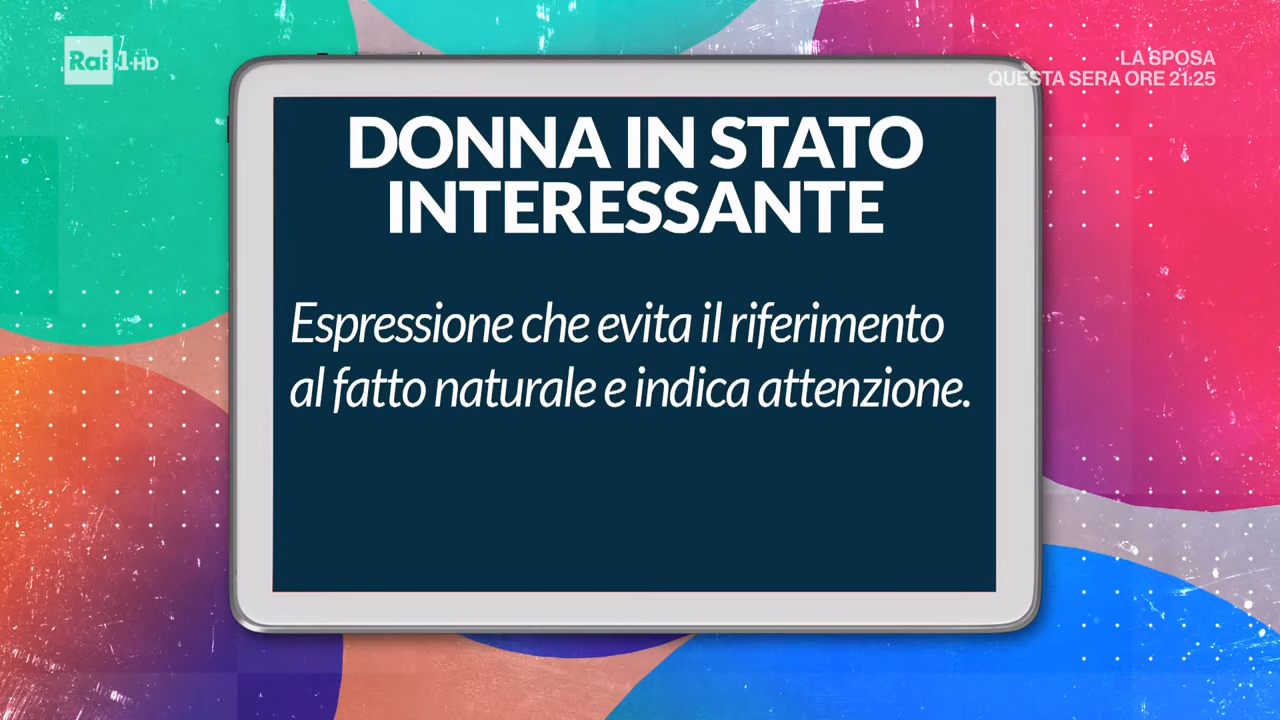 Rai 1 HD
LA SPOSA
QUESTA SERA ORE 21:25
DONNA IN STATO
INTERESSANTE
Espressione che evita il riferimento
al fatto naturale e indica attenzione.